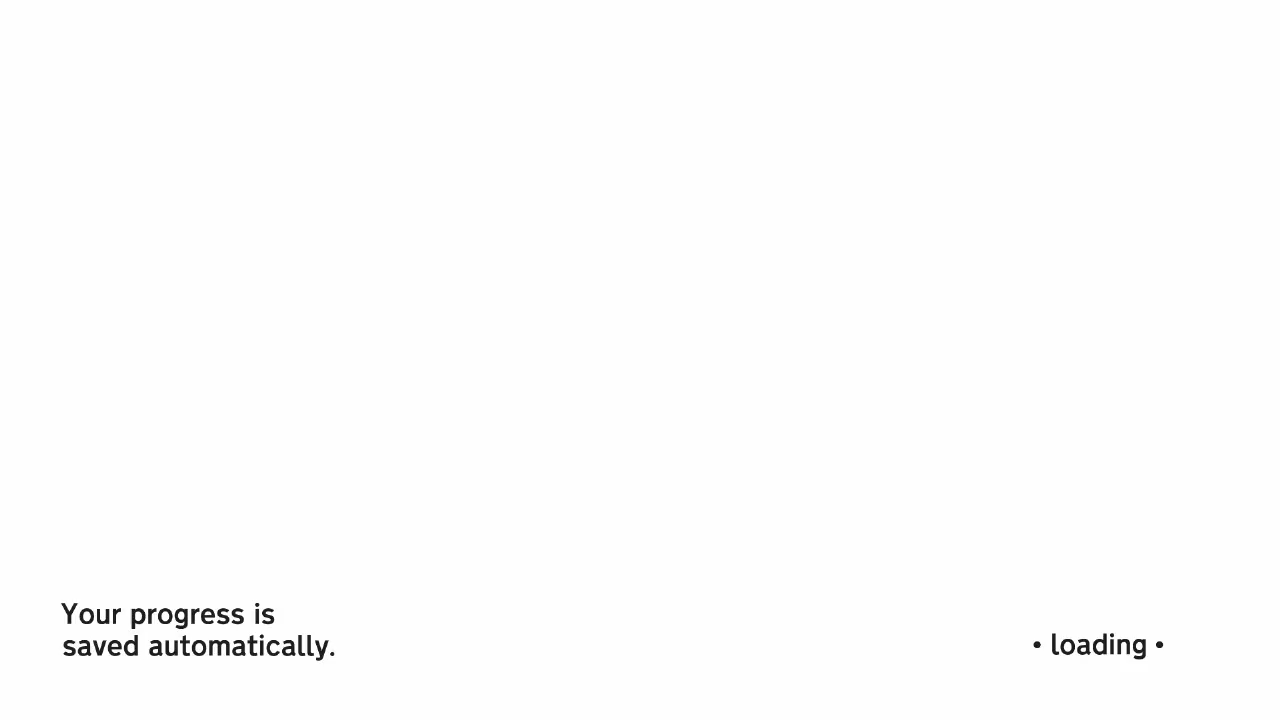 Your progress is
saved automatically.
• loading •